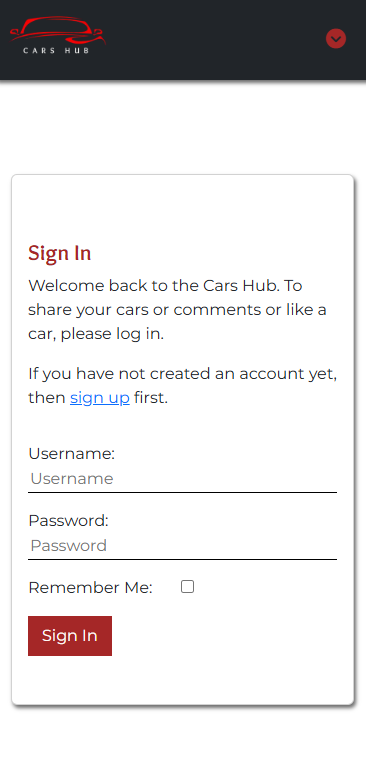 CARS HUB
Sign In
Welcome back to the Cars Hub. To
share your cars or comments or like a
car, please log in.
If you have not created an account yet,
then sign up first.
Username:
Username
Password:
Password
Remember Me:
Sign In